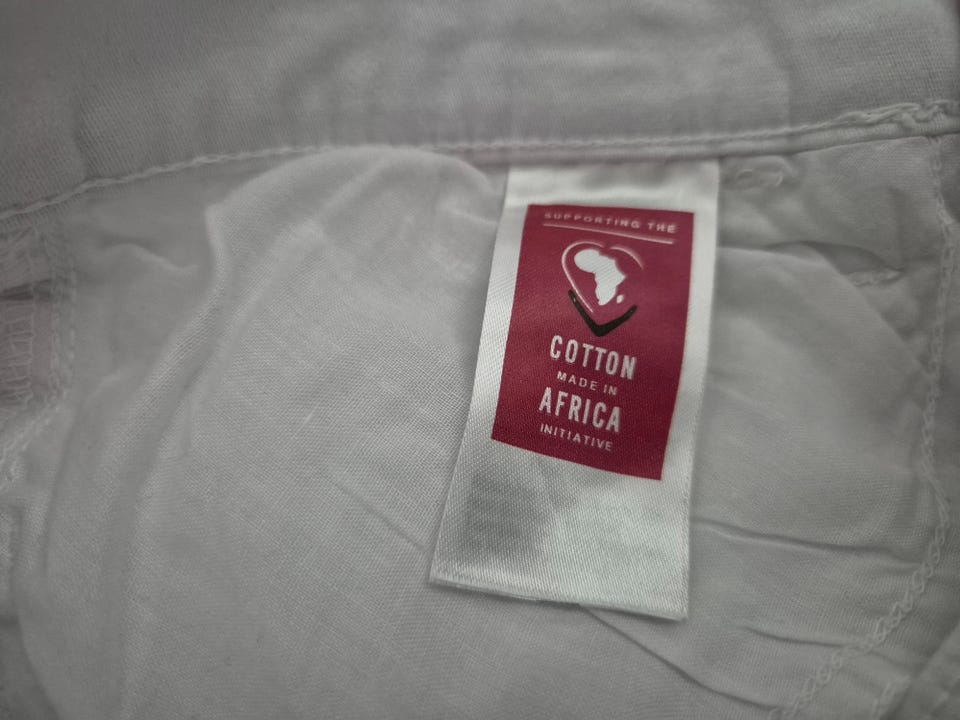 SUPPORTING THE
COTTON
MADE IN
AFRICA
INITIATIVE